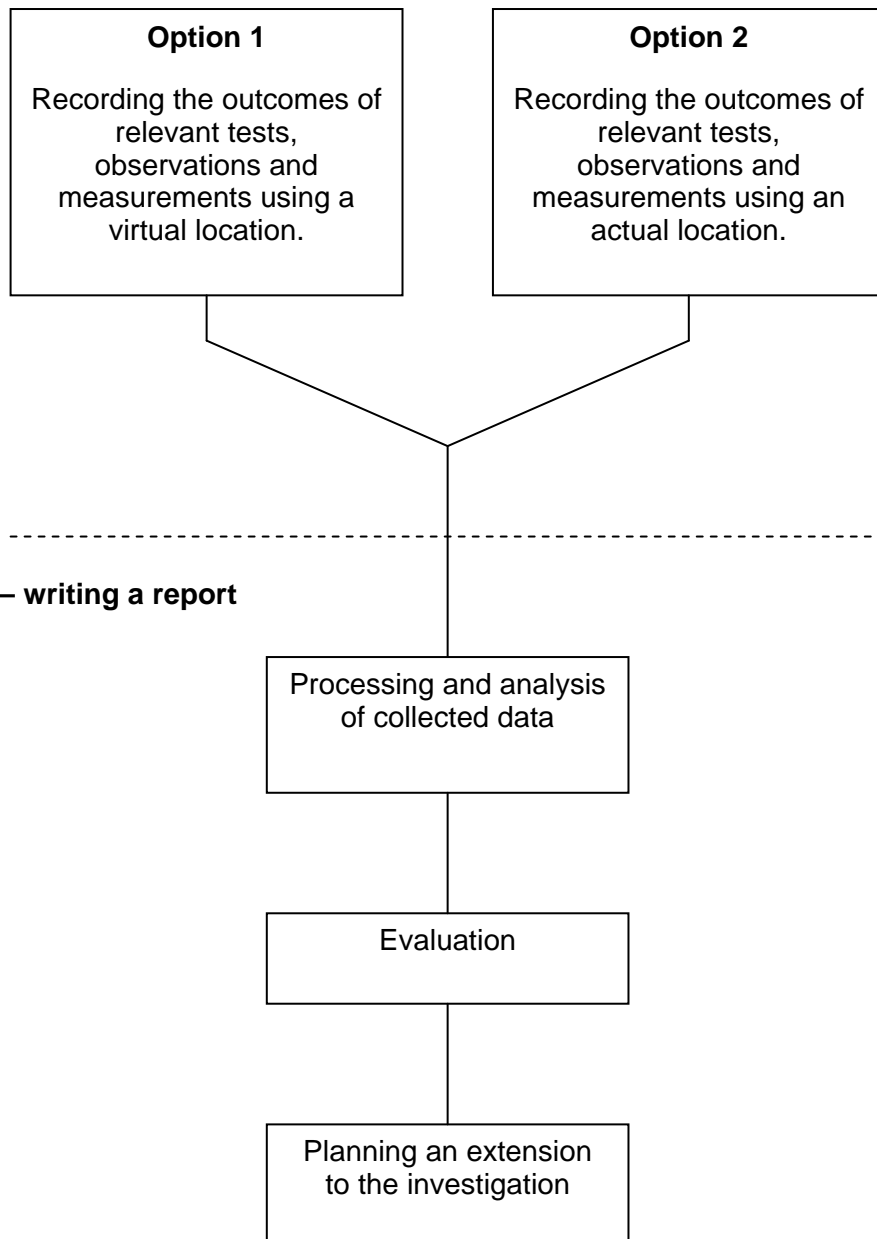 Option 1
Recording the outcomes of
relevant tests,
observations and
measurements using a
virtual location.
Option 2
Recording the outcomes of
relevant tests,
observations and
measurements using an
actual location.
– writing a report
Processing and analysis
of collected data
Evaluation
Planning an extension
to the investigation